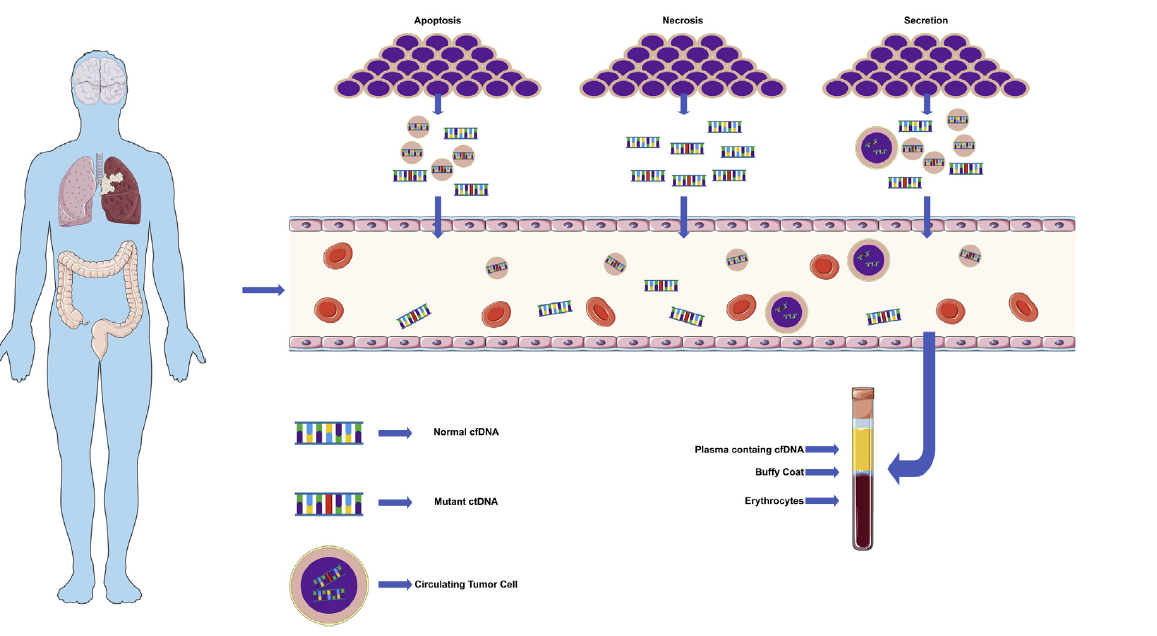 Apoptosis
Necrosis
Secretion
Normal cfDNA
Mutant ctDNA
Circulating Tumor Cell
Plasma containg cfDNA
Buffy Coat
Erythrocytes